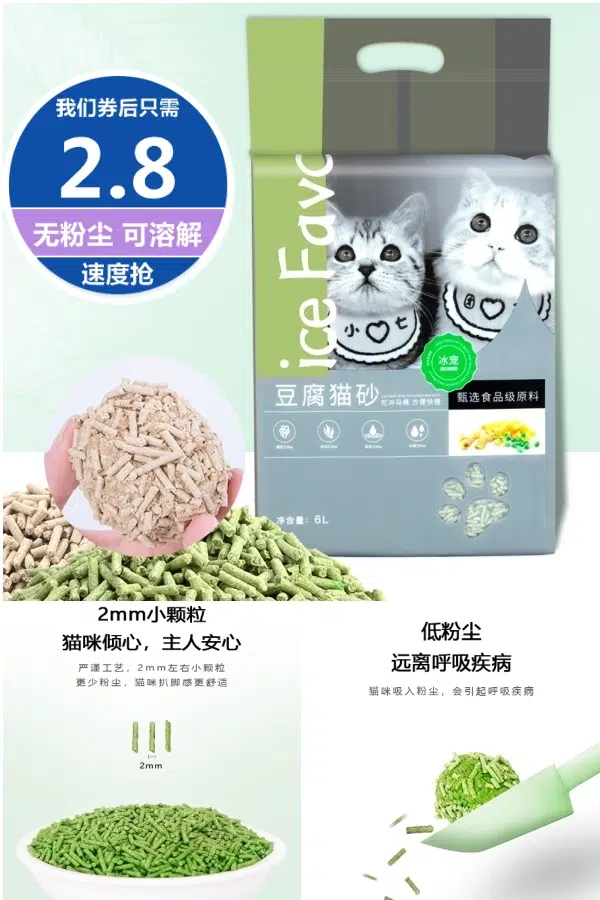 我们券后只需
2.8
无粉尘 可溶解
速度抢
ice Favo
小 七
冰宠
豆腐猫砂
可冲马桶 方便快捷
甄选食品级原料
净含量：6L
2mm小颗粒
猫咪倾心，主人安心
严谨工艺，2mm左右小颗粒
更少粉尘，猫咪扒脚感更舒适
2mm
低粉尘
远离呼吸疾病
猫咪吸入粉尘，会引起呼吸疾病